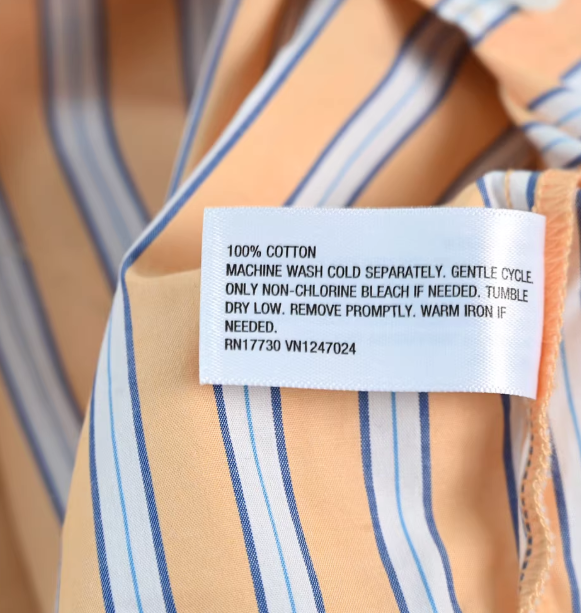 100% COTTON
MACHINE WASH COLD SEPARATELY. GENTLE CYCLE.
ONLY NON-CHLORINE BLEACH IF NEEDED. TUMBLE
DRY LOW. REMOVE PROMPTLY. WARM IRON IF
NEEDED.
RN17730 VN1247024